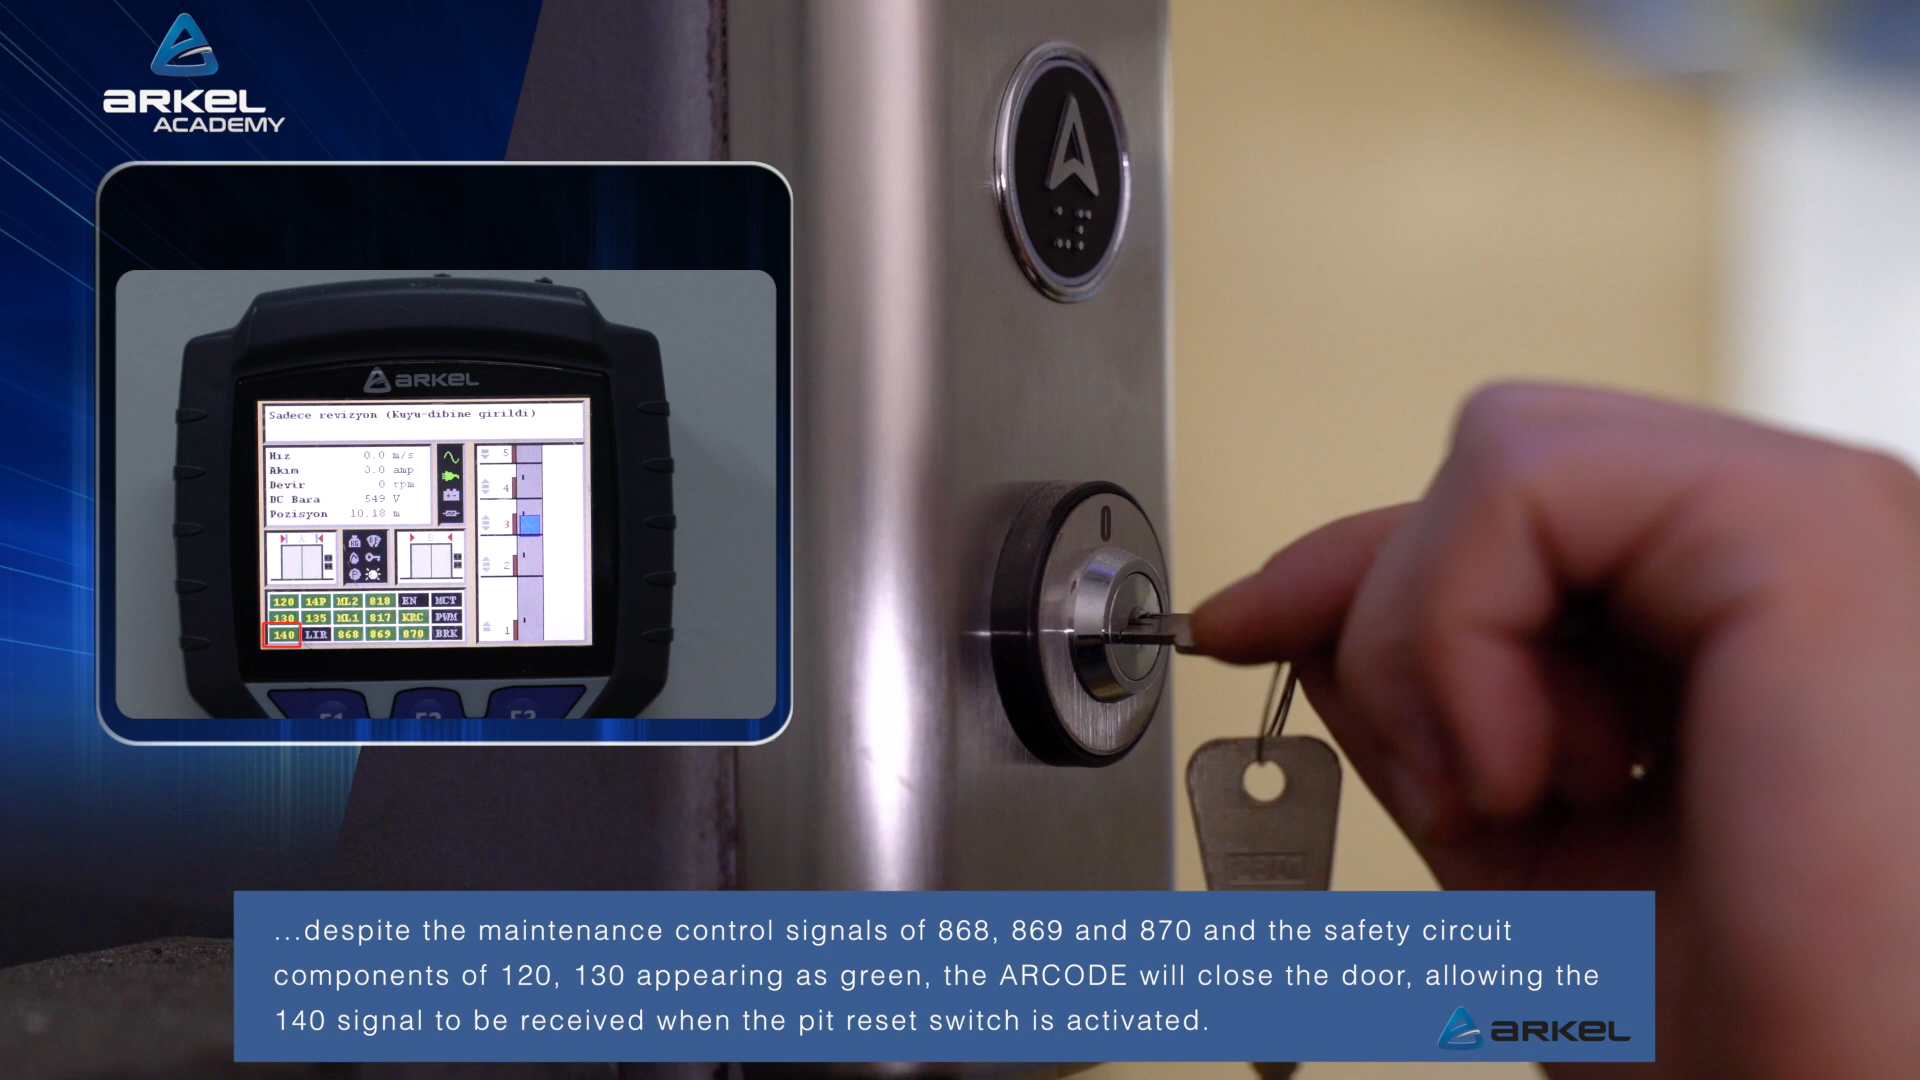 ARKEL
ACADEMY
ARKEL
Sadece revizyon (Kuyu-dibine girildi)
Hız 0.0 m/s
Akım 0.0 amp
Devir 0 rpm
DC Bara 549 V
Pozisyon 10.18 m
5
4
3
2
1
A
B
120 14P ML2 818 EN MCT
130 135 ML1 817 KRC PWM
140 LIR 868 869 870 BRK
F1 F2 F3
0
...despite the maintenance control signals of 868, 869 and 870 and the safety circuit
components of 120, 130 appearing as green, the ARCODE will close the door, allowing the
140 signal to be received when the pit reset switch is activated.
ARKEL